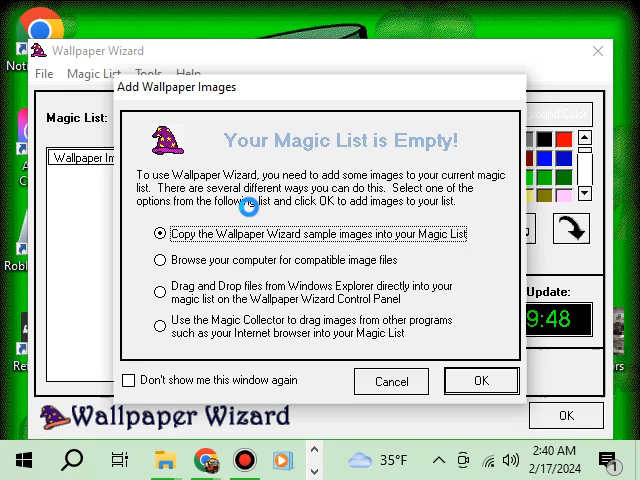 Wallpaper Wizard
File Magic List Tools Help
Add Wallpaper Images
Magic List:
Wallpaper Im
Your Magic List is Empty!
To use Wallpaper Wizard, you need to add some images to your current magic
list. There are several different ways you can do this. Select one of the
options from the following list and click OK to add images to your list.
Copy the Wallpaper Wizard sample images into your Magic List
Browse your computer for compatible image files
Drag and Drop files from Windows Explorer directly into your
magic list on the Wallpaper Wizard Control Panel
Use the Magic Collector to drag images from other programs
such as your Internet browser into your Magic List
Don't show me this window again
Cancel
OK
Color
Update:
9:48
Wallpaper Wizard
OK
35°F
2:40 AM
2/17/2024
1